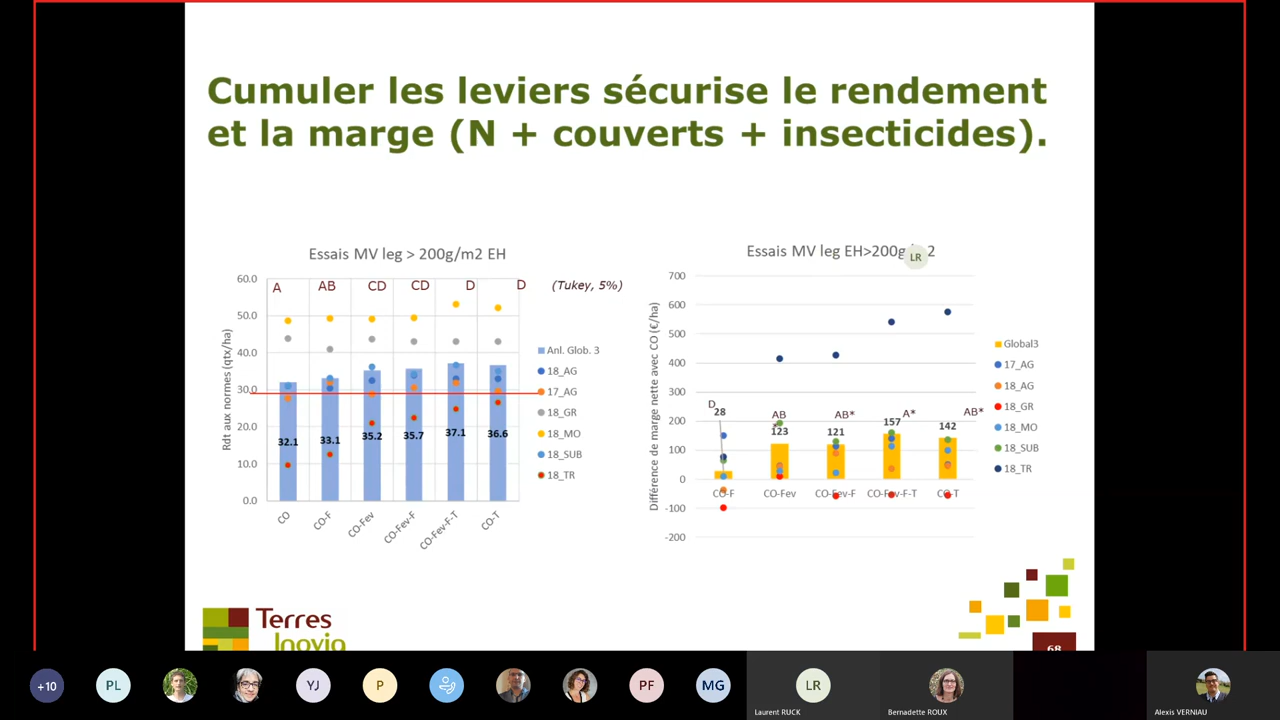 Cumuler les leviers sécurise le rendement
et la marge (N + couverts + insecticides).
Essais MV leg > 200g/m2 EH
Rdt aux normes (qtx/ha)
60.0
50.0
40.0
30.0
20.0
10.0
0.0
A
AB
CD
CD
D
D
(Tukey, 5%)
32.1
33.1
35.2
35.7
37.1
36.6
CO
CO-F
CO-Fev
CO-Fev-F
CO-Fev-F-T
CO-T
Anl. Glob. 3
18_AG
17_AG
18_GR
18_MO
18_SUB
18_TR
Essais MV leg EH>200g/m2
LR
Différence de marge nette avec CO (€/ha)
700
600
500
400
300
200
100
0
-100
-200
D
28
AB
*
123
AB*
121
A*
157
AB*
142
CO-F
CO-Fev
CO-Fev-F
CO-Fev-F-T
CO-T
Global3
17_AG
18_AG
18_GR
18_MO
18_SUB
18_TR
Terres
Inovia
68
+10
PL
YJ
P
PF
MG
LR
Laurent RUCK
Bernadette ROUX
Alexis VERNIAU